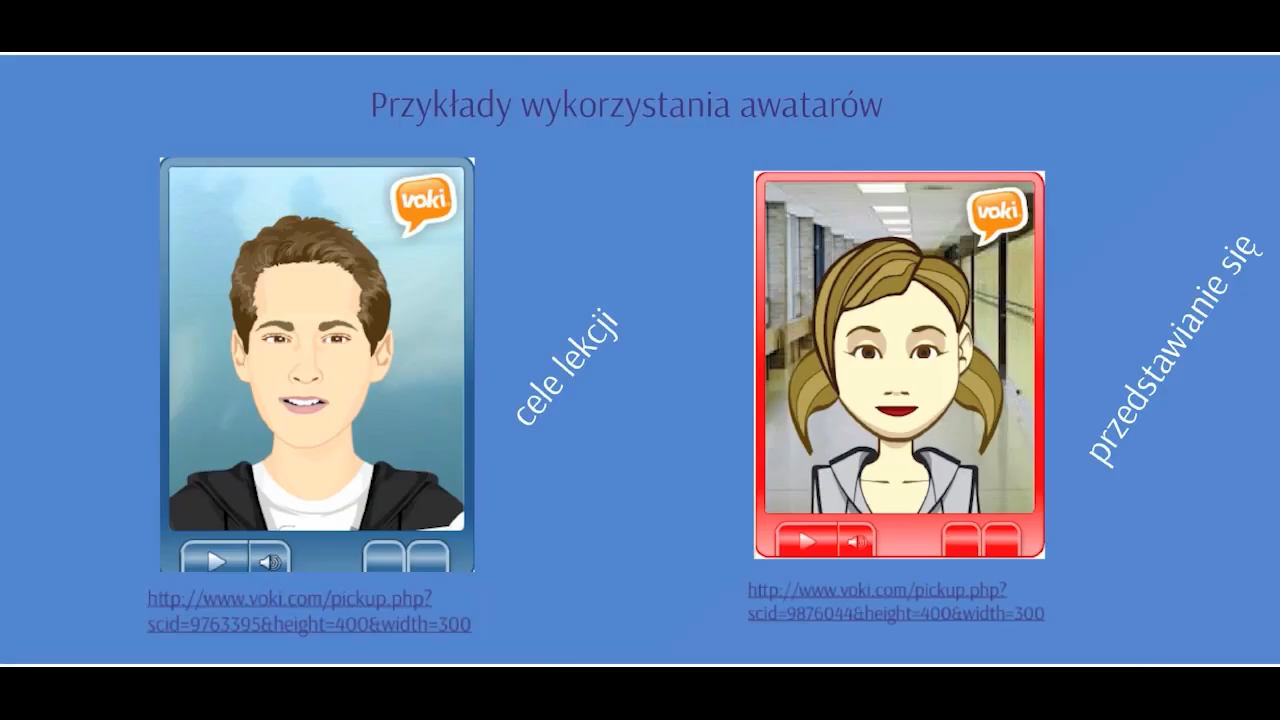 Przykłady wykorzystania awatarów
voki
cele lekcji
http://www.voki.com/pickup.php?
scid=9763395&height=400&width=300
voki
przedstawianie się
http://www.voki.com/pickup.php?
scid=9876044&height=400&width=300